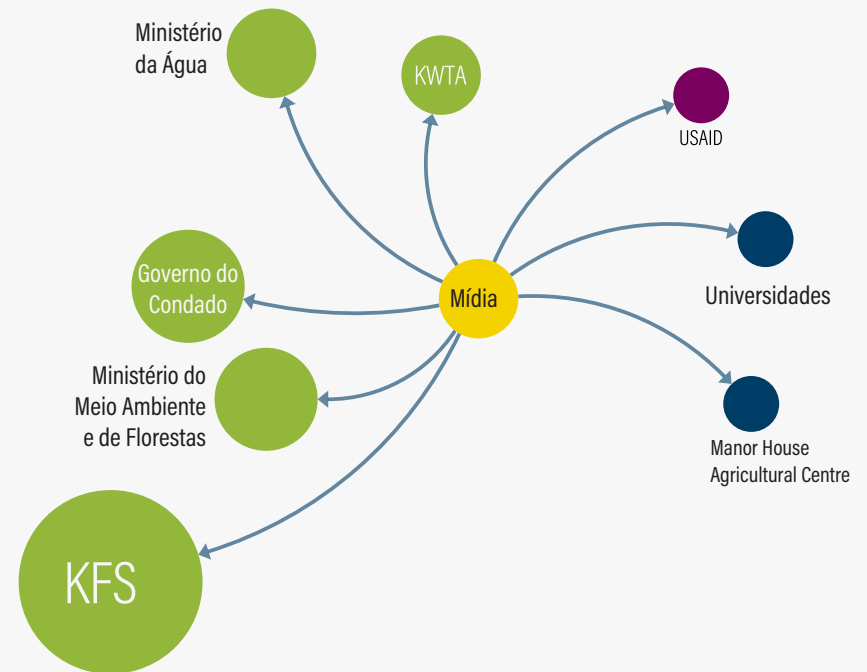 Ministério
da Água
KWTA
USAID
Universidades
Governo do
Condado
Mídia
Ministério do
Meio Ambiente
e de Florestas
Manor House
Agricultural Centre
KFS